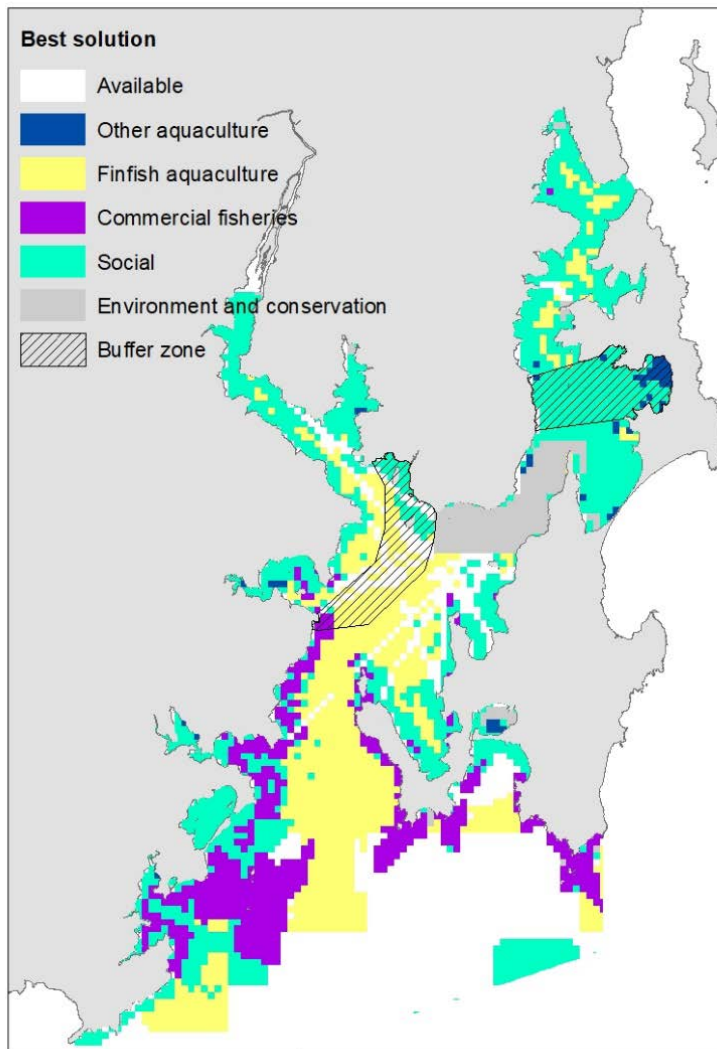 Best solution
Available
Other aquaculture
Finfish aquaculture
Commercial fisheries
Social
Environment and conservation
Buffer zone